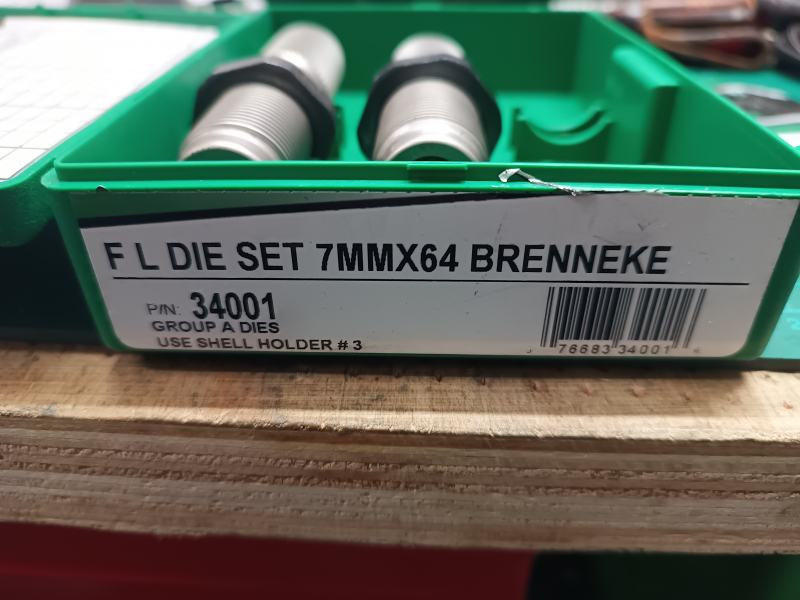 F L DIE SET 7MMX64 BRENNEKE
P/N: 34001
GROUP A DIES
USE SHELL HOLDER # 3
76683 34001